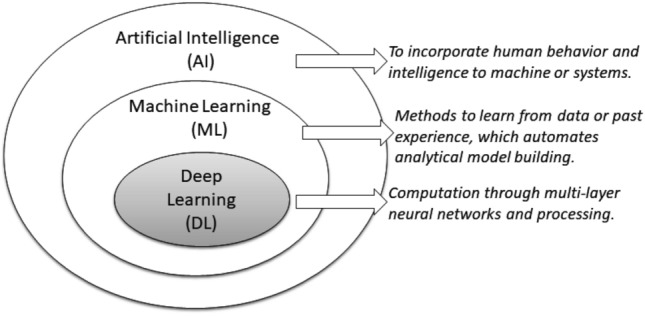 Artificial Intelligence
(AI)
To incorporate human behavior and
intelligence to machine or systems.
Machine Learning
(ML)
Methods to learn from data or past
experience, which automates
analytical model building.
Deep
Learning
(DL)
Computation through multi-layer
neural networks and processing.